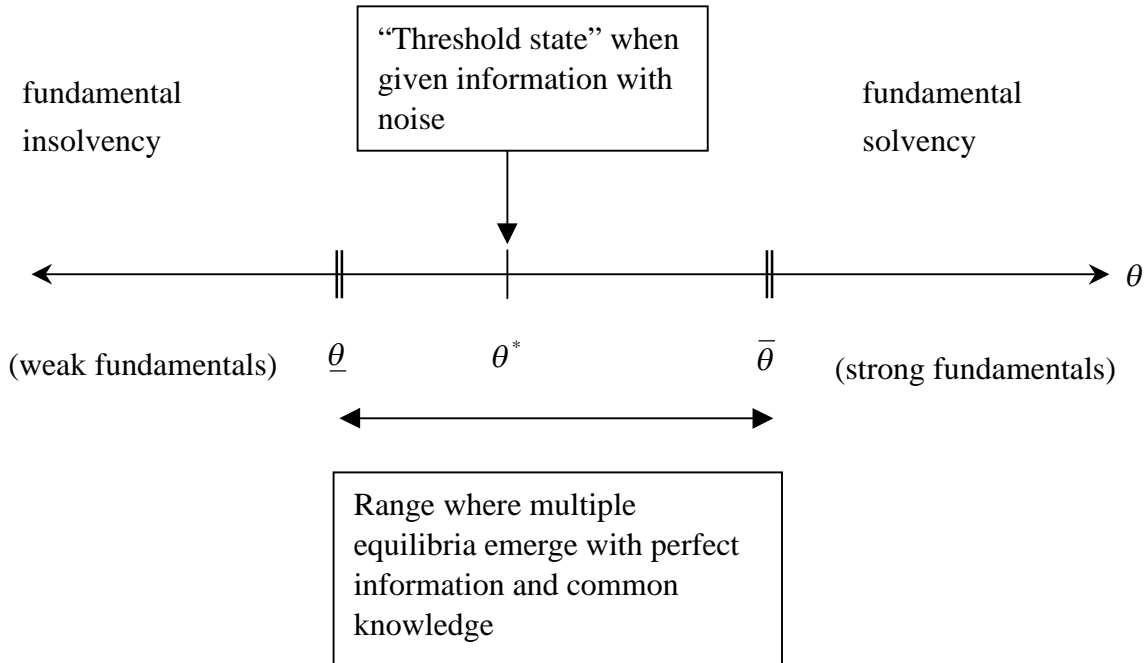 “Threshold state” when
given information with
noise
fundamental
insolvency
fundamental
solvency
θ
(weak fundamentals)
θ̲
θ*
θ̅
(strong fundamentals)
Range where multiple
equilibria emerge with perfect
information and common
knowledge